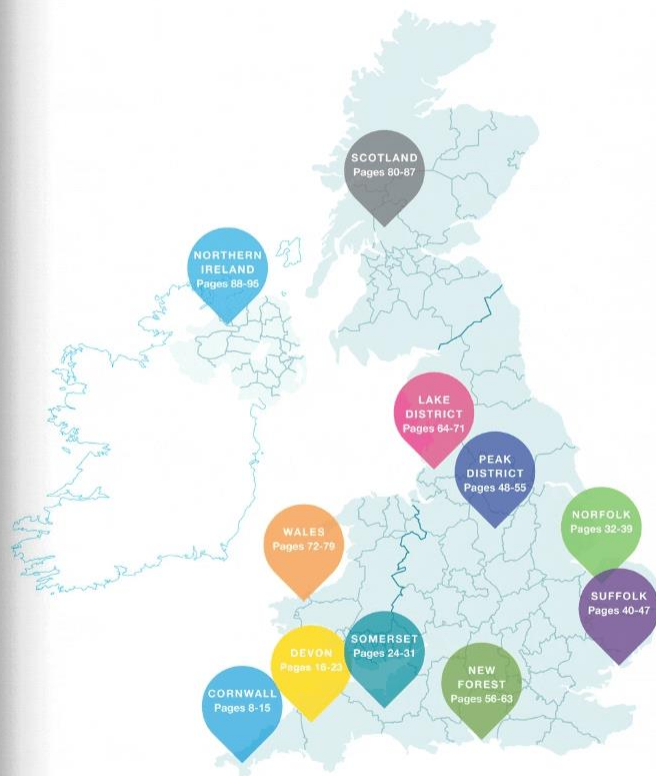 SCOTLAND
Pages 80-87
NORTHERN
IRELAND
Pages 88-95
LAKE
DISTRICT
Pages 64-71
PEAK
DISTRICT
Pages 48-55
NORFOLK
Pages 32-39
WALES
Pages 72-79
SUFFOLK
Pages 40-47
SOMERSET
Pages 24-31
DEVON
Pages 16-23
NEW
FOREST
Pages 56-63
CORNWALL
Pages 8-15